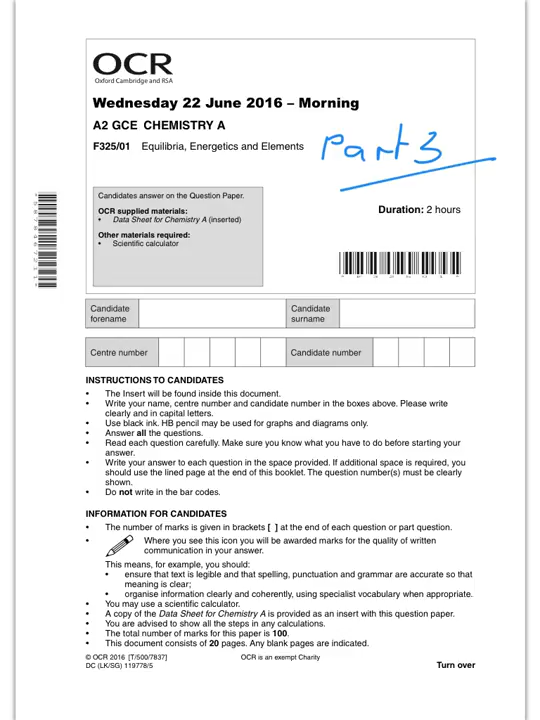 OCR
Oxford Cambridge and RSA
Wednesday 22 June 2016 – Morning
A2 GCE CHEMISTRY A
F325/01 Equilibria, Energetics and Elements
Part 3
Candidates answer on the Question Paper.
OCR supplied materials:
• Data Sheet for Chemistry A (inserted)
Other materials required:
• Scientific calculator
Duration: 2 hours
Candidate
forename
Candidate
surname
Centre number
Candidate number
INSTRUCTIONS TO CANDIDATES
• The Insert will be found inside this document.
• Write your name, centre number and candidate number in the boxes above. Please write
clearly and in capital letters.
• Use black ink. HB pencil may be used for graphs and diagrams only.
• Answer all the questions.
• Read each question carefully. Make sure you know what you have to do before starting your
answer.
• Write your answer to each question in the space provided. If additional space is required, you
should use the lined page at the end of this booklet. The question number(s) must be clearly
shown.
• Do not write in the bar codes.
INFORMATION FOR CANDIDATES
• The number of marks is given in brackets [ ] at the end of each question or part question.
• Where you see this icon you will be awarded marks for the quality of written
communication in your answer.
This means, for example, you should:
• ensure that text is legible and that spelling, punctuation and grammar are accurate so that
meaning is clear;
• organise information clearly and coherently, using specialist vocabulary when appropriate.
• You may use a scientific calculator.
• A copy of the Data Sheet for Chemistry A is provided as an insert with this question paper.
• You are advised to show all the steps in any calculations.
• The total number of marks for this paper is 100.
• This document consists of 20 pages. Any blank pages are indicated.
© OCR 2016 [T/500/7837]
DC (LK/SG) 119778/5
OCR is an exempt Charity
Turn over